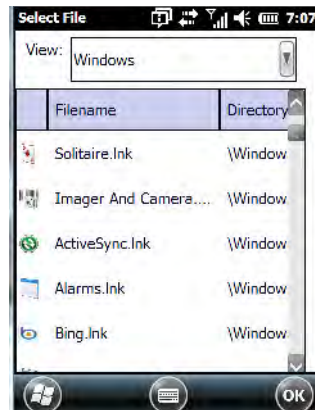 Select File 7:07
View: Windows
Filename Directory
Solitaire.lnk \Window
Imager And Camera.... \Window
ActiveSync.lnk \Window
Alarms.lnk \Window
Bing.lnk \Window
OK